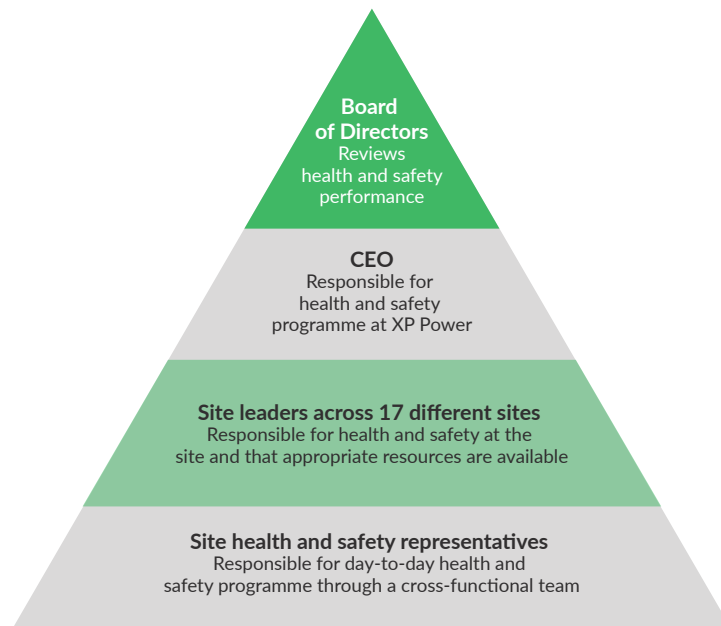 Board
of Directors
Reviews
health and safety
performance
CEO
Responsible for
health and safety
programme at XP Power
Site leaders across 17 different sites
Responsible for health and safety at the
site and that appropriate resources are available
Site health and safety representatives
Responsible for day-to-day health and
safety programme through a cross-functional team